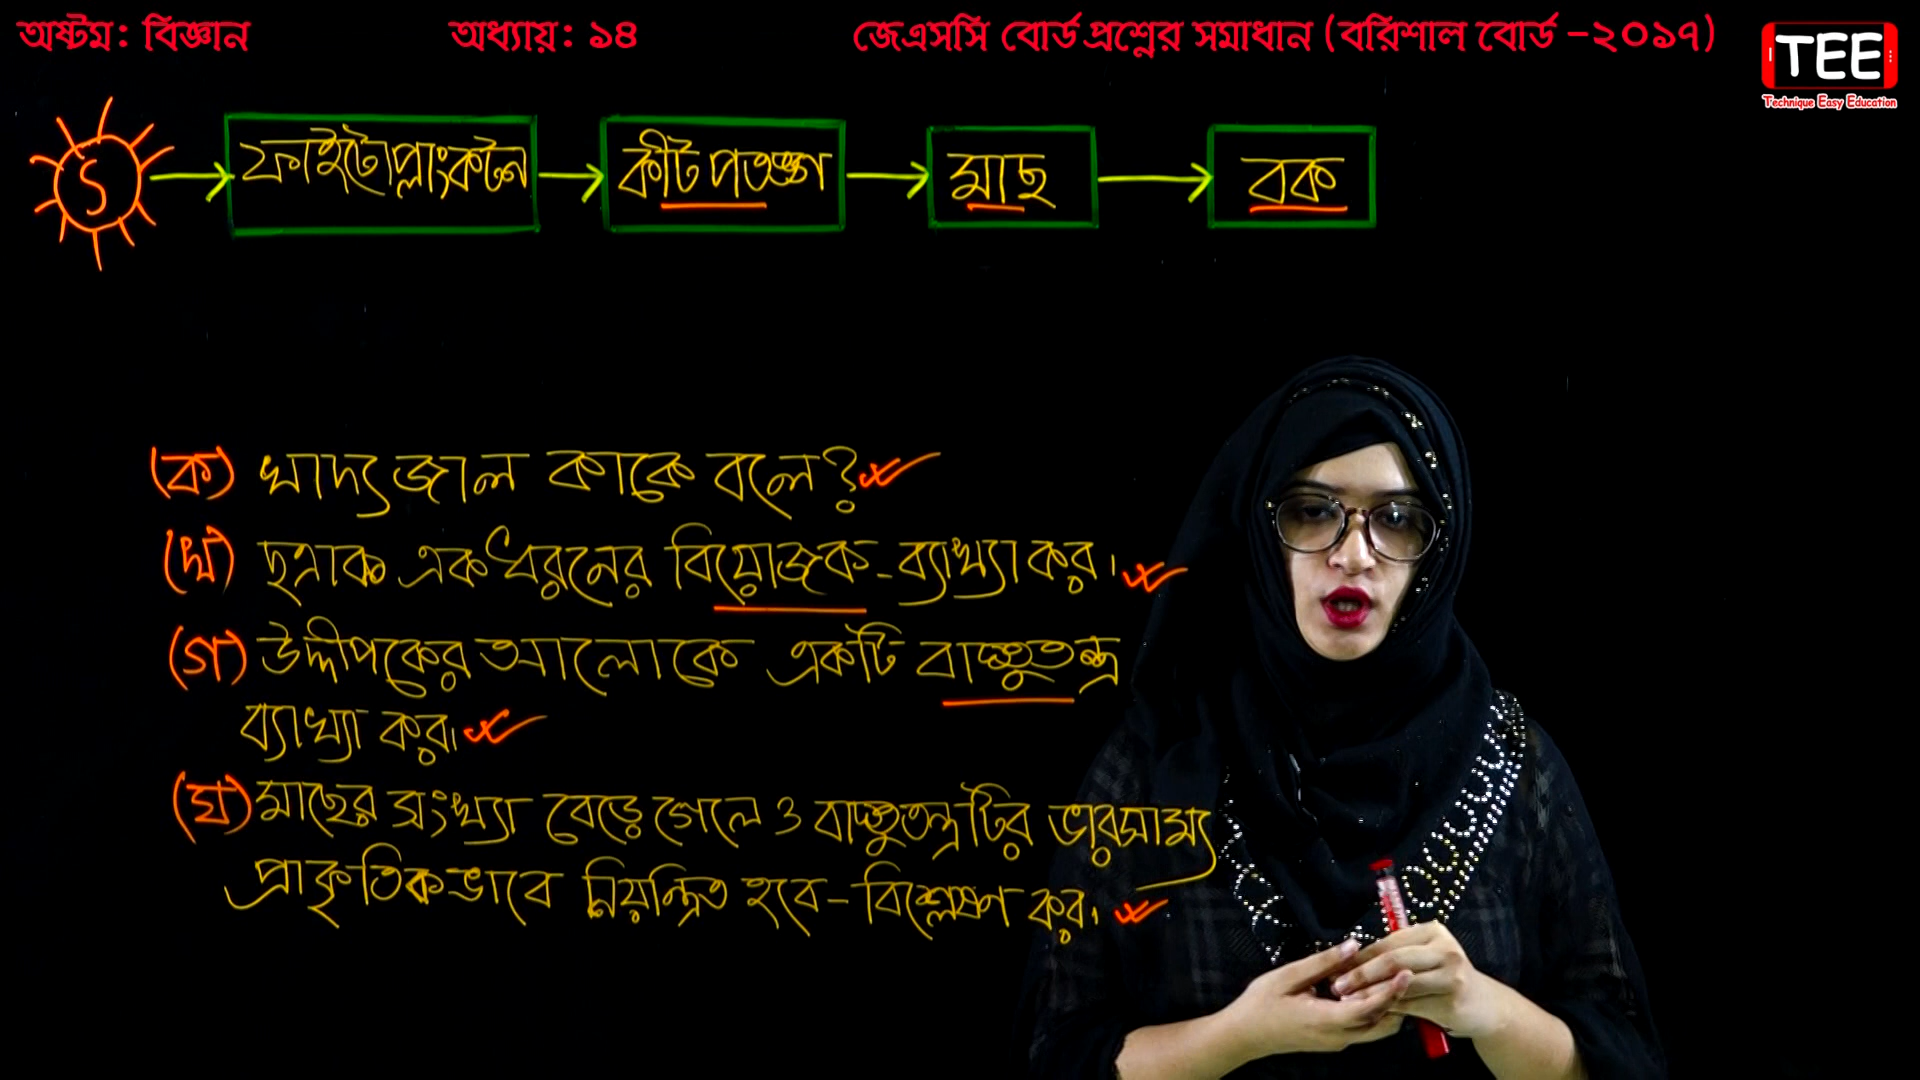 অষ্টম: বিজ্ঞান অধ্যায়: ১৪ জেএসসি বোর্ড প্রশ্নের সমাধান (বরিশাল বোর্ড -২০১৭)
TEE
Technique Easy Education
S ফাইটোপ্লাংকটন কীট পতঙ্গ মাছ বক
(ক) খাদ্য জাল কাকে বলে?
(খ) ছত্রাক এক ধরনের বিয়োজক-ব্যাখ্যা কর।
(গ) উদ্দীপকের আলোকে একটি বাস্তুতন্ত্র
ব্যাখ্যা কর।
(ঘ) মাছের সংখ্যা বেড়ে গেলে ও বাস্তুতন্ত্রটির ভারসাম্য
প্রাকৃতিকভাবে নিয়ন্ত্রিত হবে-বিশ্লেষণ কর।